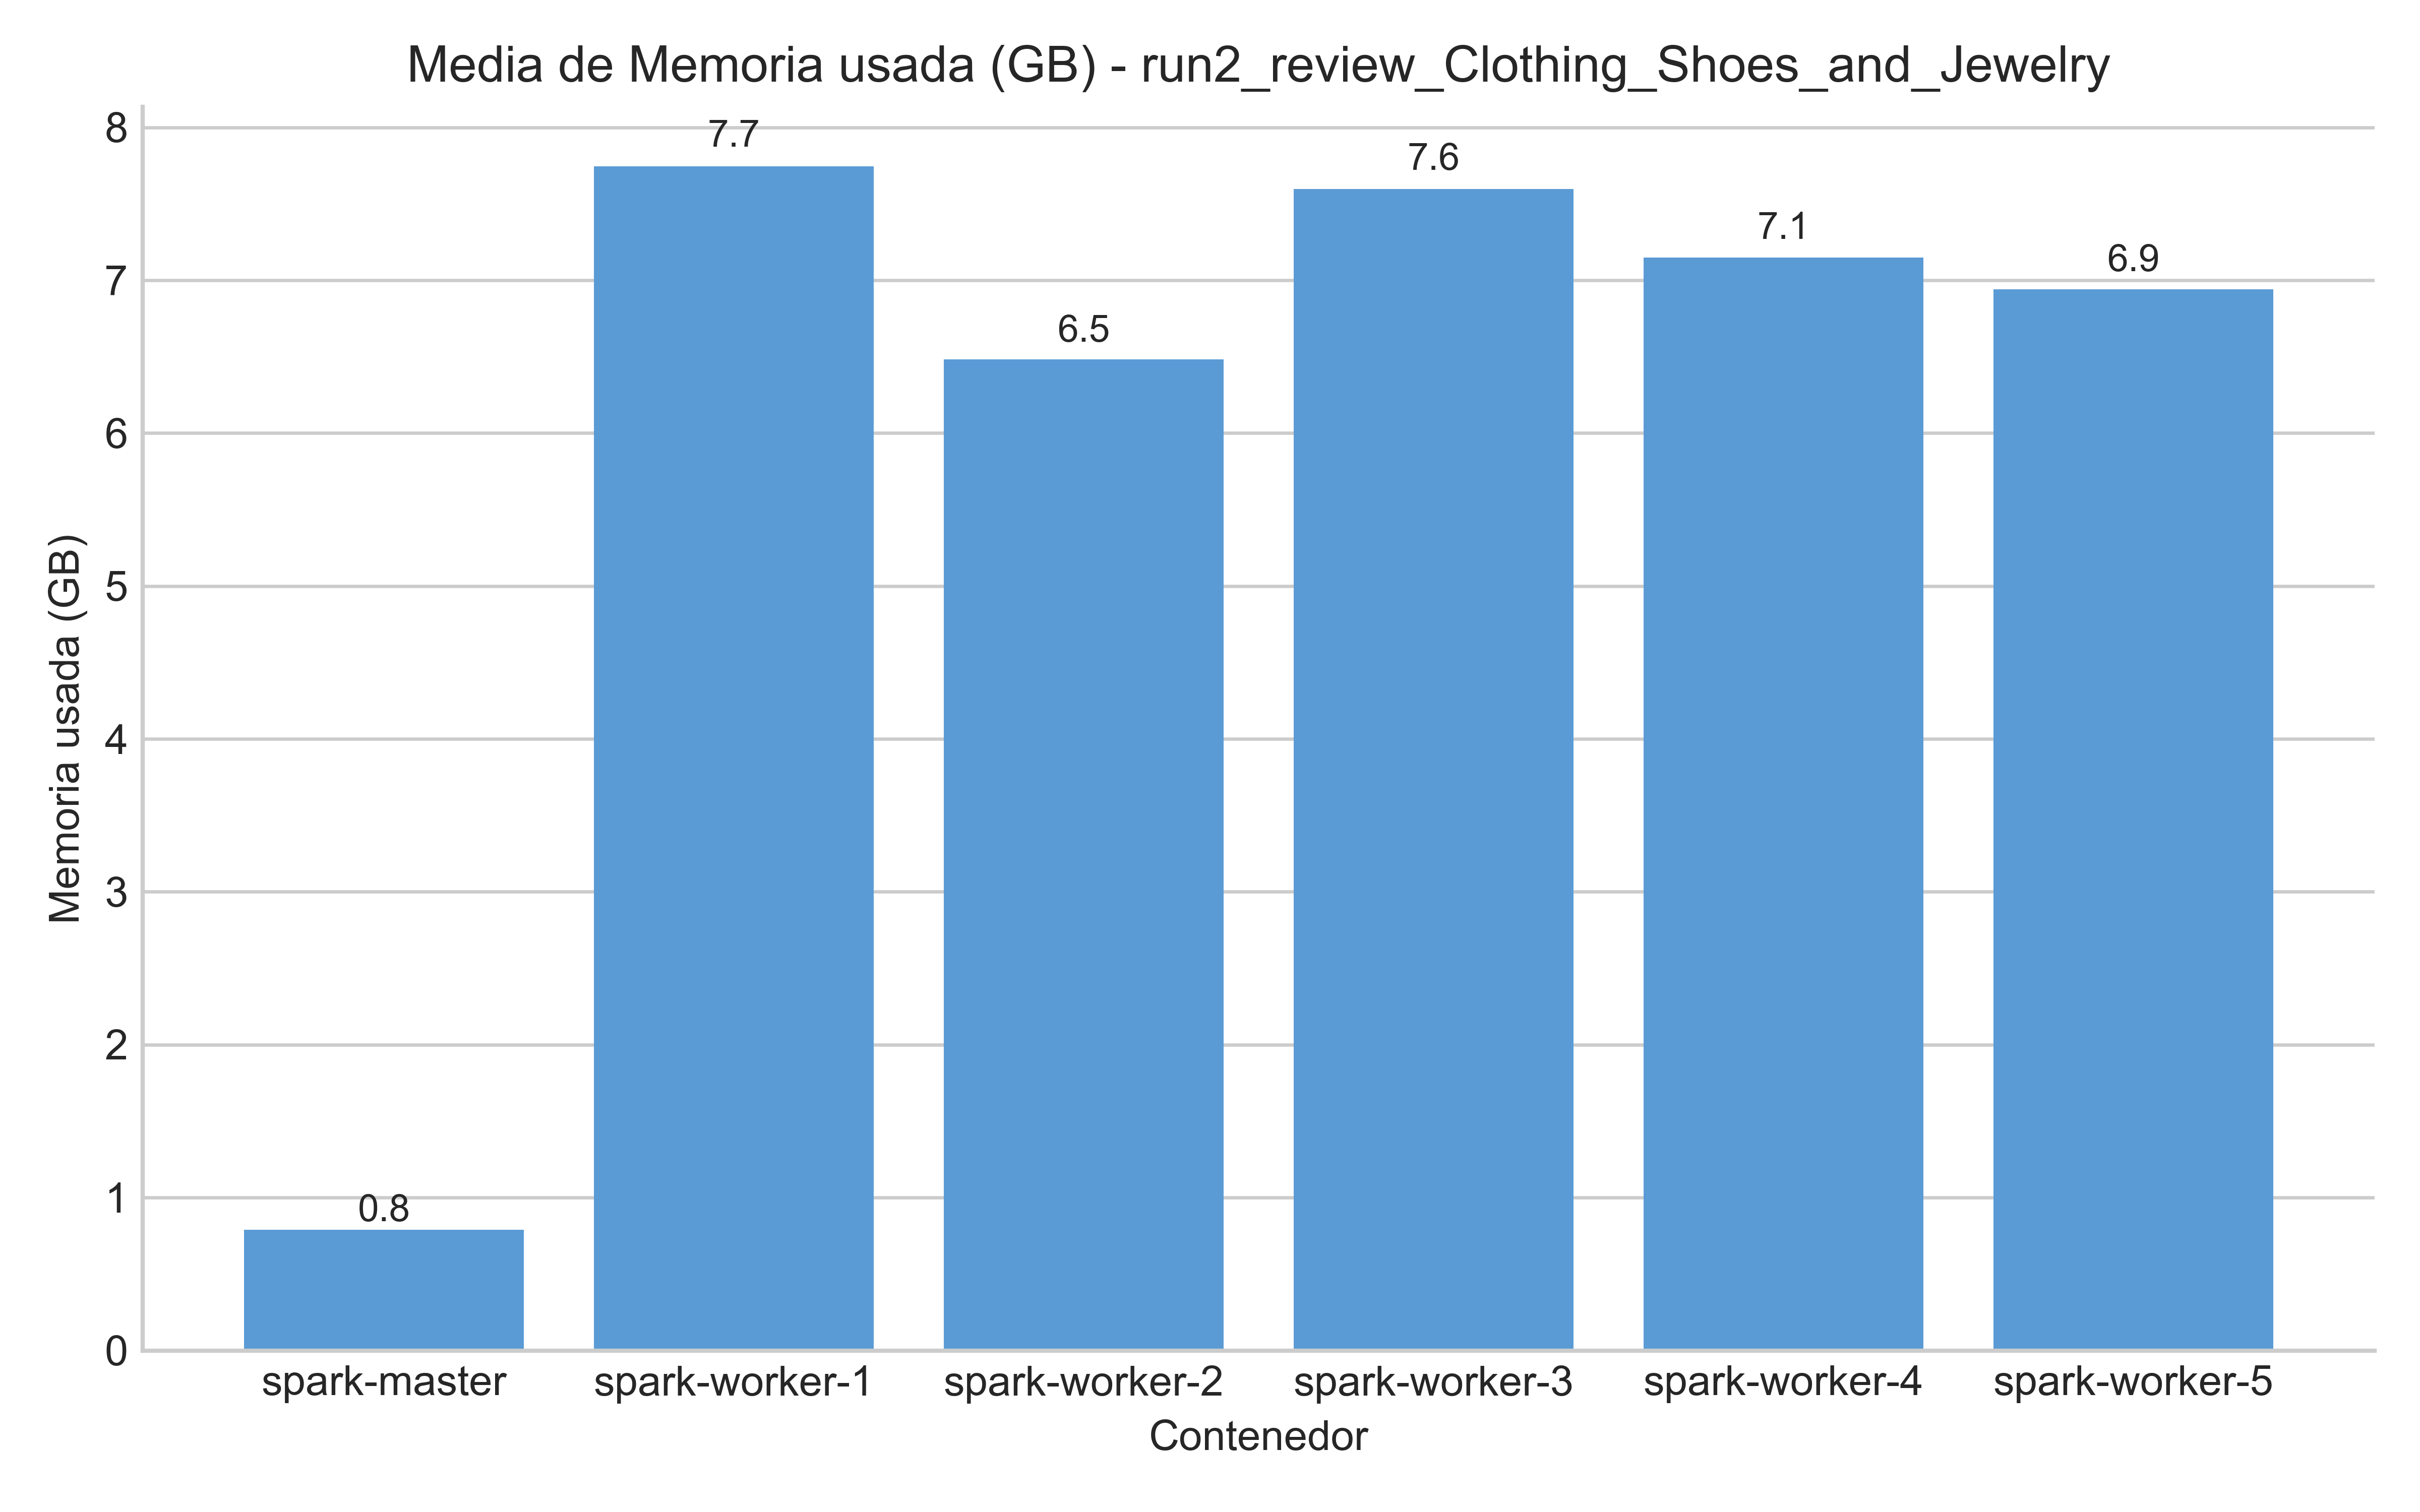 Media de Memoria usada (GB) - run2_review_Clothing_Shoes_and_Jewelry
Memoria usada (GB)
8
7
6
5
4
3
2
1
0
0.8
7.7
6.5
7.6
7.1
6.9
spark-master
spark-worker-1
spark-worker-2
spark-worker-3
spark-worker-4
spark-worker-5
Contenedor